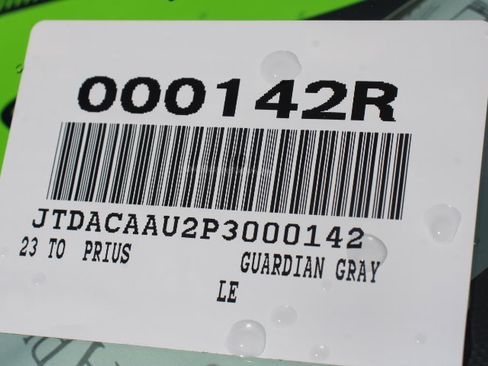 000142R
JTDACAAU2P3000142
23 TO PRIUS GUARDIAN GRAY
LE